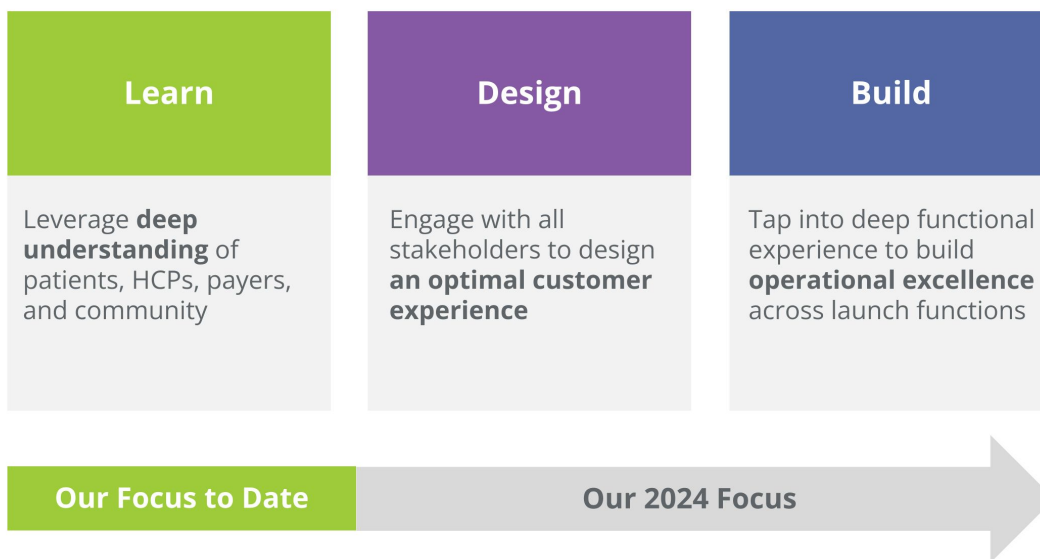 Learn
Leverage deep
understanding of
patients, HCPs, payers,
and community
Design
Engage with all
stakeholders to design
an optimal customer
experience
Build
Tap into deep functional
experience to build
operational excellence
across launch functions
Our Focus to Date
Our 2024 Focus